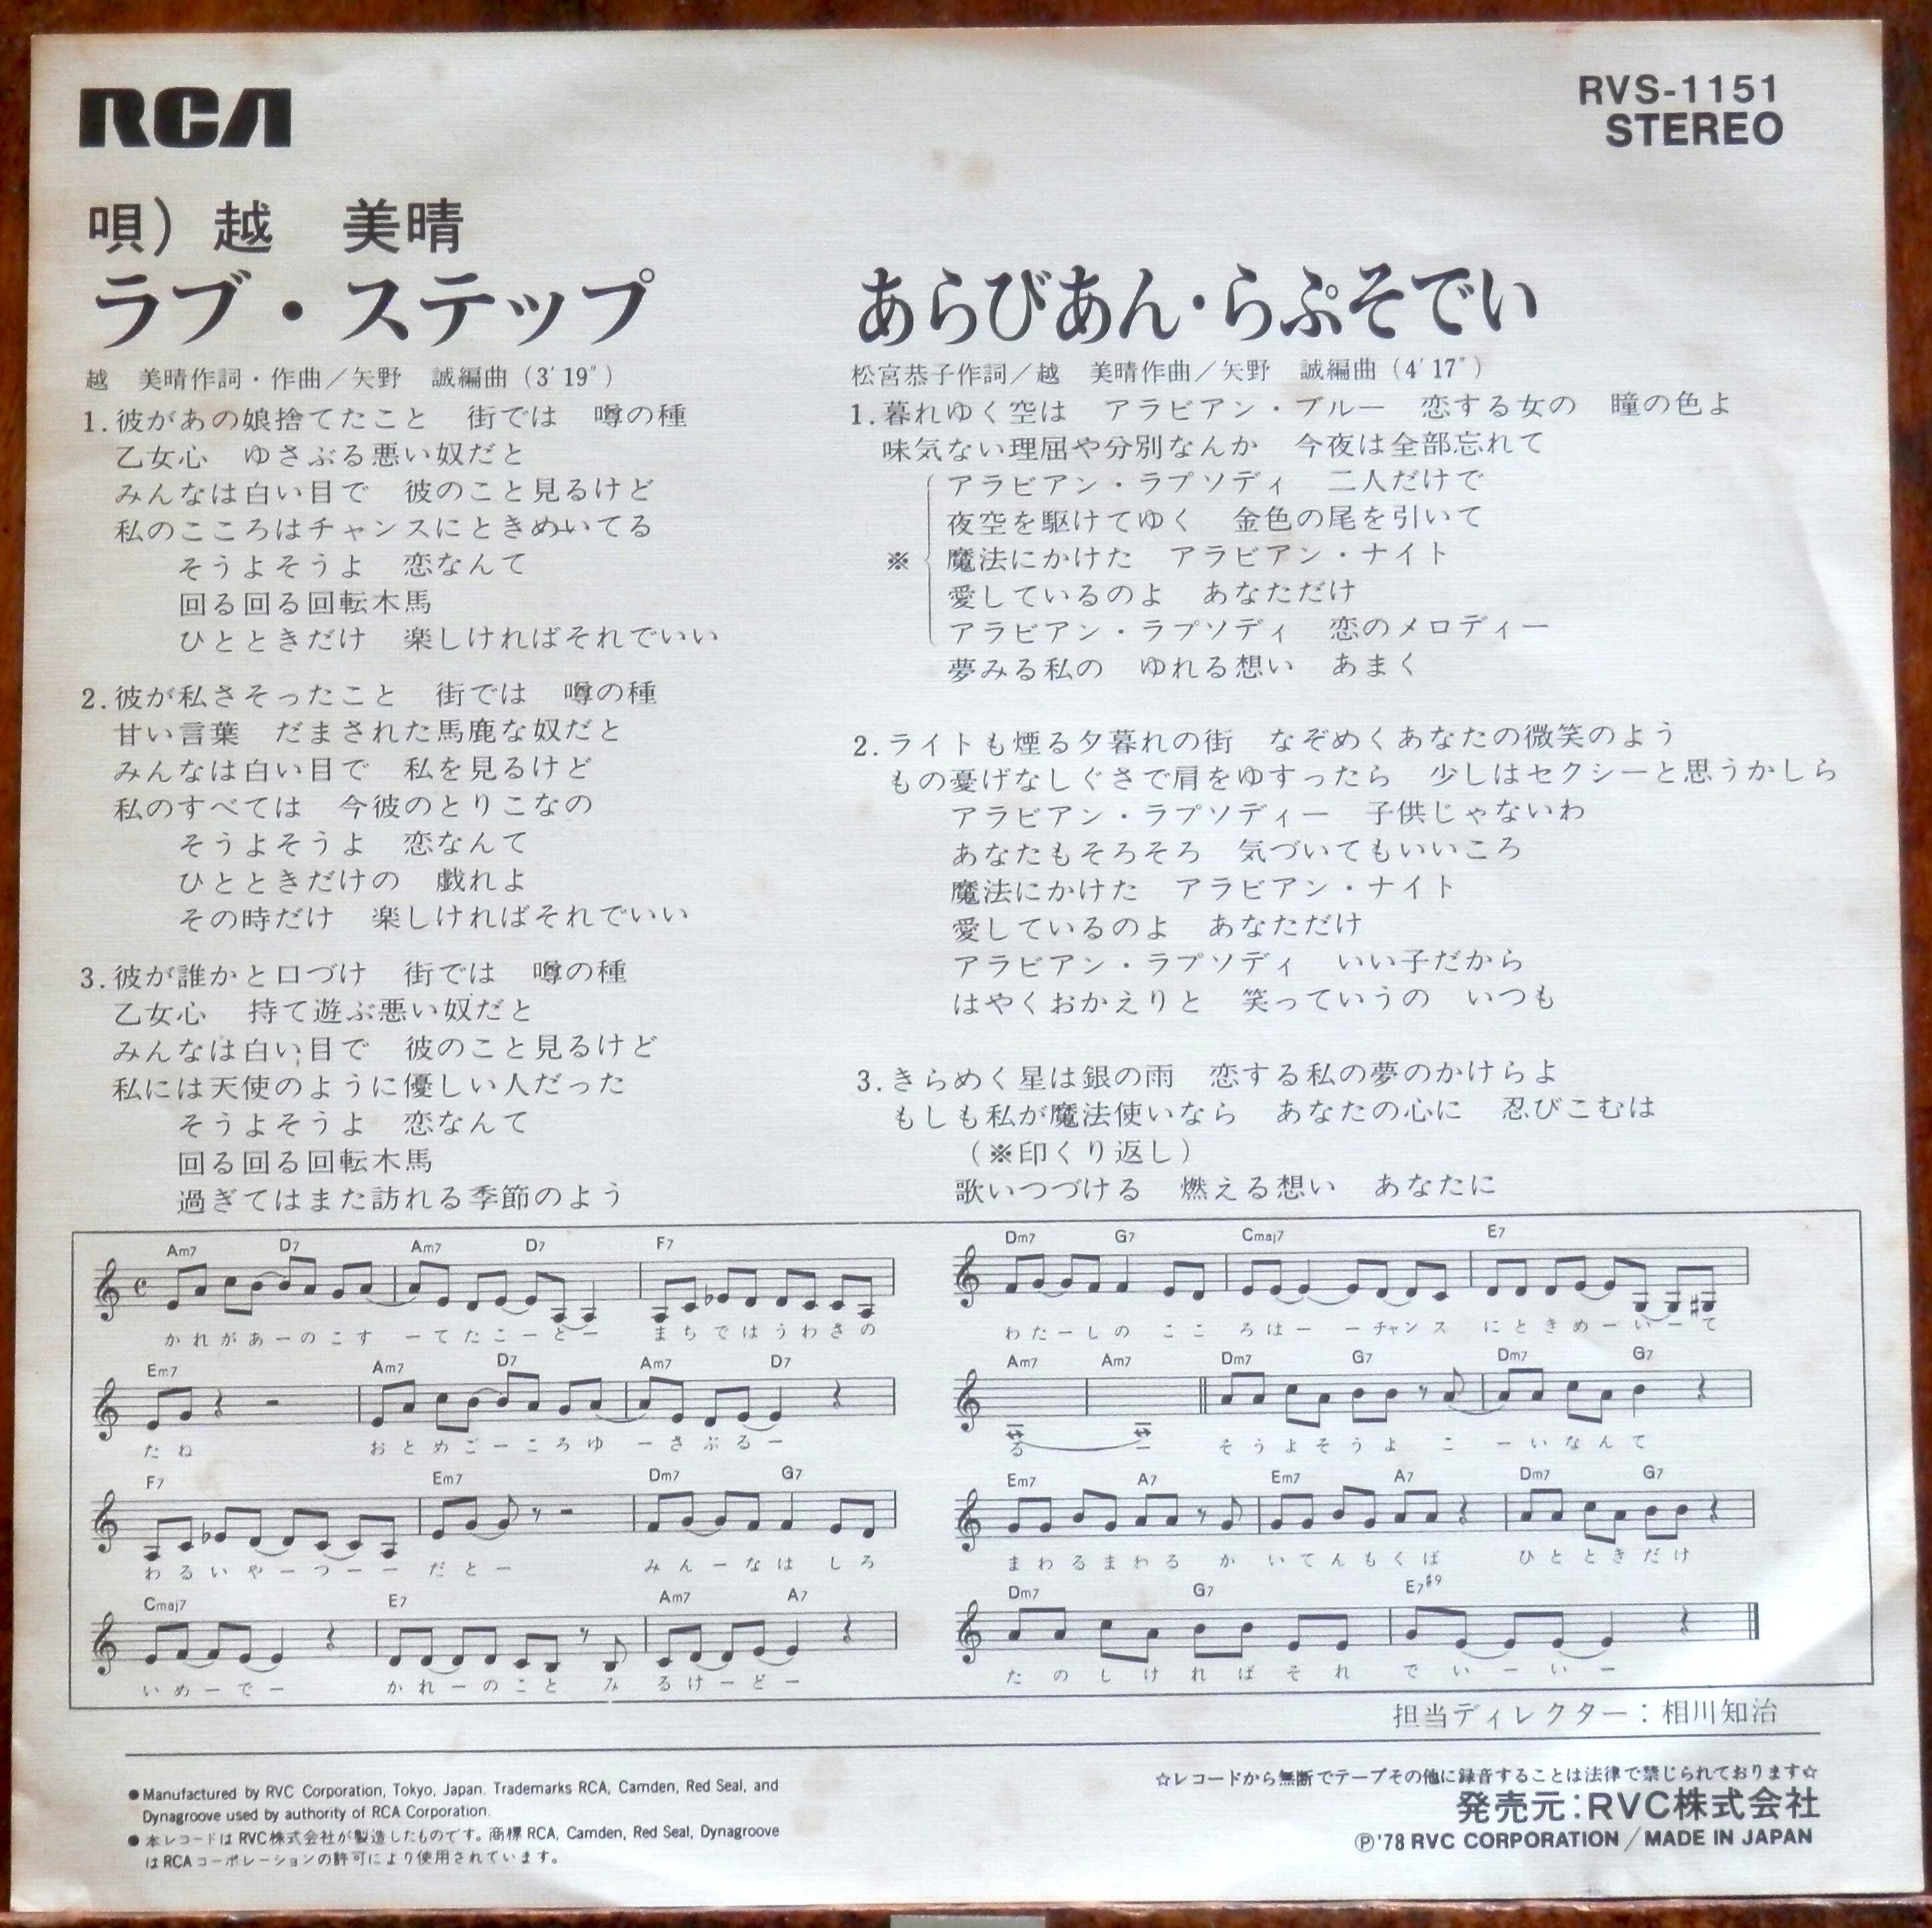 RCA
RVS-1151
STEREO
唄）越　美晴
ラブ・ステップ
越　美晴作詞・作曲／矢野　誠編曲（3′19″）
1.彼があの娘捨てたこと　街では　噂の種
乙女心　ゆさぶる悪い奴だと
みんなは白い目で　彼のこと見るけど
私のこころはチャンスにときめいてる
そうよそうよ　恋なんて
回る回る回転木馬
ひとときだけ　楽しければそれでいい
2.彼が私さそったこと　街では　噂の種
甘い言葉　だまされた馬鹿な奴だと
みんなは白い目で　私を見るけど
私のすべては　今彼のとりこなの
そうよそうよ　恋なんて
ひとときだけの　戯れよ
その時だけ　楽しければそれでいい
3.彼が誰かと口づけ　街では　噂の種
乙女心　持て遊ぶ悪い奴だと
みんなは白い目で　彼のこと見るけど
私には天使のように優しい人だった
そうよそうよ　恋なんて
回る回る回転木馬
過ぎてはまた訪れる季節のよう
あらびあん・らぷそでい
松宮恭子作詞／越　美晴作曲／矢野　誠編曲（4′17″）
1.暮れゆく空は　アラビアン・ブルー　恋する女の　瞳の色よ
味気ない理屈や分別なんか　今夜は全部忘れて
アラビアン・ラプソディ　二人だけで
夜空を駆けてゆく　金色の尾を引いて
※ 魔法にかけた　アラビアン・ナイト
愛しているのよ　あなただけ
アラビアン・ラプソディ　恋のメロディー
夢みる私の　ゆれる想い　あまく
2.ライトも煙る夕暮れの街　なぞめくあなたの微笑のよう
もの憂げなしぐさで肩をゆすったら　少しはセクシーと思うかしら
アラビアン・ラプソディー　子供じゃないわ
あなたもそろそろ　気づいてもいいころ
魔法にかけた　アラビアン・ナイト
愛しているのよ　あなただけ
アラビアン・ラプソディ　いい子だから
はやくおかえりと　笑っていうの　いつも
3.きらめく星は銀の雨　恋する私の夢のかけらよ
もしも私が魔法使いなら　あなたの心に　忍びこむは
（※印くり返し）
歌いつづける　燃える想い　あなたに
Am7 D7 Am7 D7 F7
かれがあーのこす ーてたこーとー まちではうわさの
Em7 Am7 D7 Am7 D7
たね おとめごーころゆ ーさぶるー
F7 Em7 Dm7 G7
わるいやーつーー だとー みんーなは しろ
Cmaj7 E7 Am7 A7
いめーでー かれーのこと み るけーどー
Dm7 G7 Cmaj7 E7
わたーしの ここ ろはー ーチャンス にときめーいーて
Am7 Am7 Dm7 G7 Dm7 G7
る ー そうよそうよ こ ーいなんて
Em7 A7 Em7 A7 Dm7 G7
まわるまわる か いてんもくば ひとときだけ
Dm7 G7 E7♯9
たのしければそれ でいーいー
担当ディレクター：相川知治
●Manufactured by RVC Corporation, Tokyo, Japan. Trademarks RCA, Camden, Red Seal, and
Dynagroove used by authority of RCA Corporation.
●本レコードはRVC株式会社が製造したものです。商標RCA, Camden, Red Seal, Dynagroove
はRCAコーポレーションの許可により使用されています。
☆レコードから無断でテープその他に録音することは法律で禁じられております☆
発売元：RVC株式会社
Ⓟ'78 RVC CORPORATION／MADE IN JAPAN